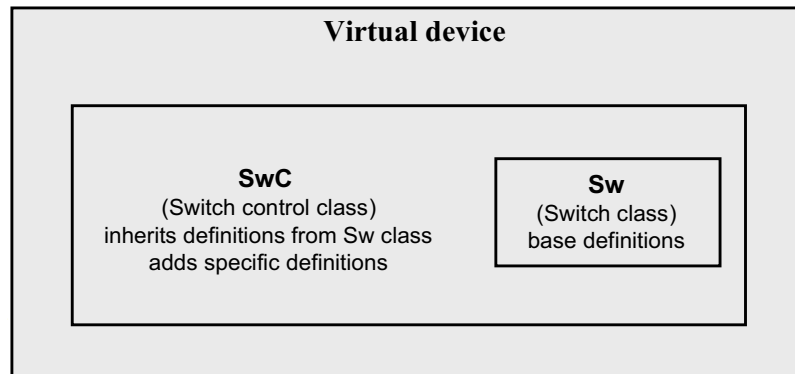 Virtual device
SwC
(Switch control class)
inherits definitions from Sw class
adds specific definitions
Sw
(Switch class)
base definitions